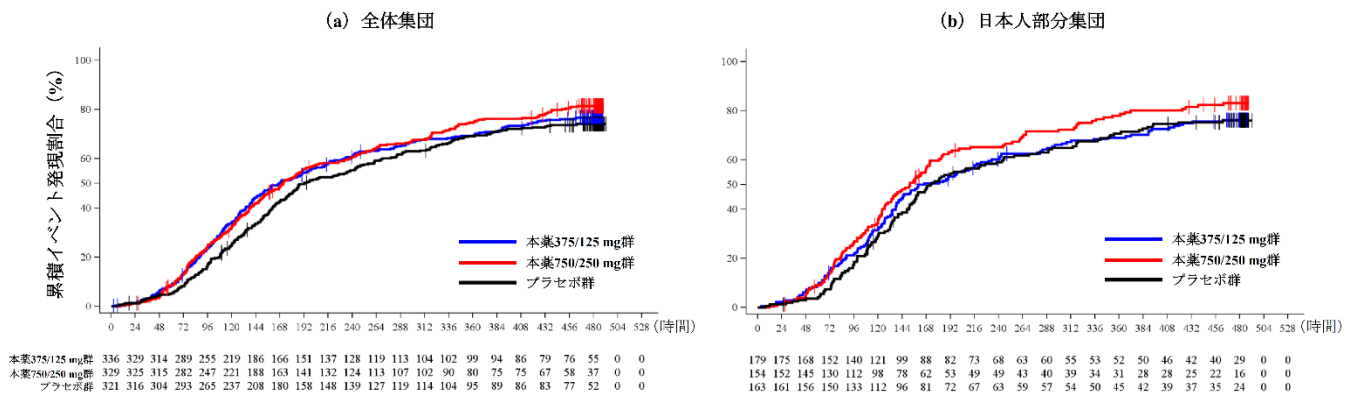 (a) 全体集団
累積イベント発現割合 (%)
100
80
60
40
20
0
本薬375/125 mg群
本薬750/250 mg群
プラセボ群
0 24 48 72 96 120 144 168 192 216 240 264 288 312 336 360 384 408 432 456 480 504 528 (時間)
本薬375/125 mg群 336 329 314 289 255 219 186 166 151 137 128 119 113 104 102 99 94 86 79 76 55 0 0
本薬750/250 mg群 329 325 315 282 247 221 188 163 141 132 124 113 107 102 90 80 75 75 67 58 37 0 0
プラセボ群 321 316 304 293 265 237 208 180 158 148 139 127 119 114 104 95 89 86 83 77 52 0 0
(b) 日本人部分集団
100
80
60
40
20
0
本薬375/125 mg群
本薬750/250 mg群
プラセボ群
0 24 48 72 96 120 144 168 192 216 240 264 288 312 336 360 384 408 432 456 480 504 528 (時間)
179 175 168 152 140 121 99 88 82 73 68 63 60 55 53 52 50 46 42 40 29 0 0
154 152 145 130 112 98 78 62 53 49 49 43 40 39 34 31 28 28 25 22 16 0 0
163 161 156 150 133 112 96 81 72 67 63 59 57 54 50 45 42 39 37 35 24 0 0